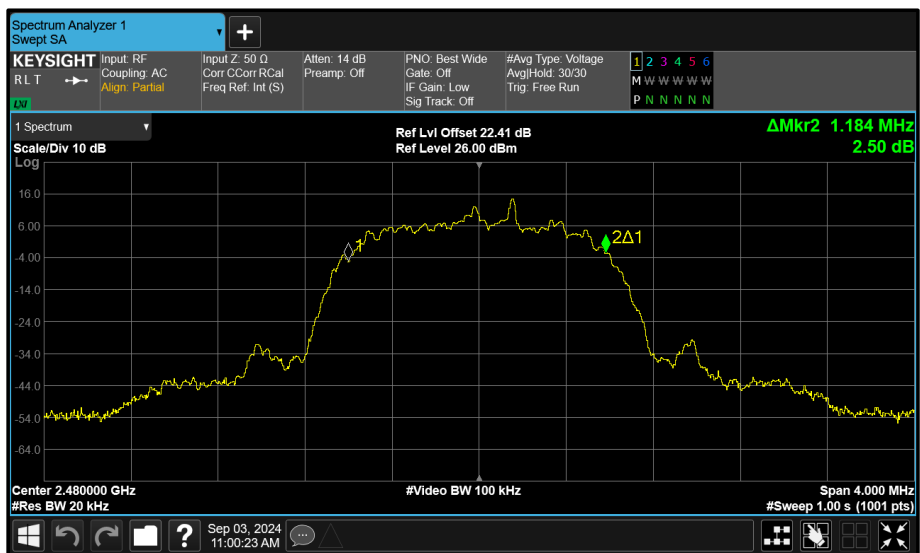 Spectrum Analyzer 1
Swept SA
KEYSIGHT
R L T
LXI
Input: RF
Coupling: AC
Align: Partial
Input Z: 50 Ω
Corr CCorr RCal
Freq Ref: Int (S)
Atten: 14 dB
Preamp: Off
PNO: Best Wide
Gate: Off
IF Gain: Low
Sig Track: Off
#Avg Type: Voltage
Avg|Hold: 30/30
Trig: Free Run
1 2 3 4 5 6
M W W W W W
P N N N N N
1 Spectrum
Scale/Div 10 dB
Ref Lvl Offset 22.41 dB
Ref Level 26.00 dBm
ΔMkr2 1.184 MHz
2.50 dB
Log
16.0
6.00
-4.00
-14.0
-24.0
-34.0
-44.0
-54.0
-64.0
1
2Δ1
Center 2.480000 GHz
#Res BW 20 kHz
#Video BW 100 kHz
Span 4.000 MHz
#Sweep 1.00 s (1001 pts)
Sep 03, 2024
11:00:23 AM